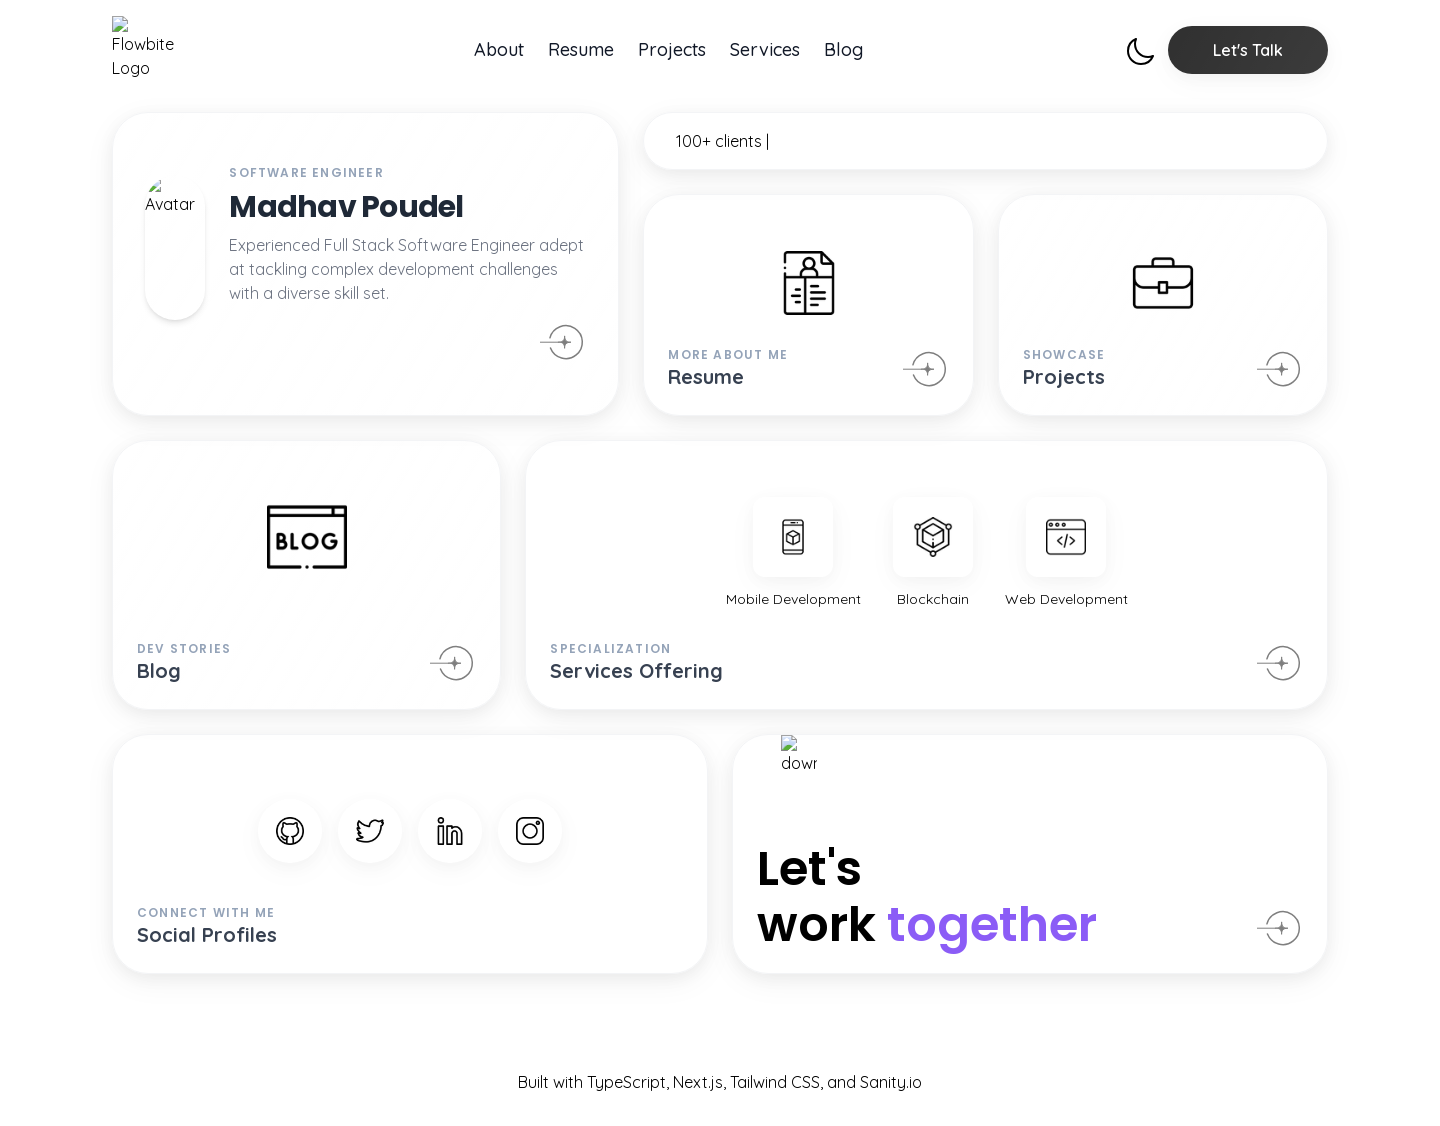 Flowbite
Logo
About
Resume
Projects
Services
Blog
Let's Talk
Avatar
SOFTWARE ENGINEER
Madhav Poudel
Experienced Full Stack Software Engineer adept
at tackling complex development challenges
with a diverse skill set.
100+ clients |
MORE ABOUT ME
Resume
SHOWCASE
Projects
BLOG
DEV STORIES
Blog
Mobile Development
Blockchain
Web Development
SPECIALIZATION
Services Offering
CONNECT WITH ME
Social Profiles
Let's
work together
Built with TypeScript, Next.js, Tailwind CSS, and Sanity.io